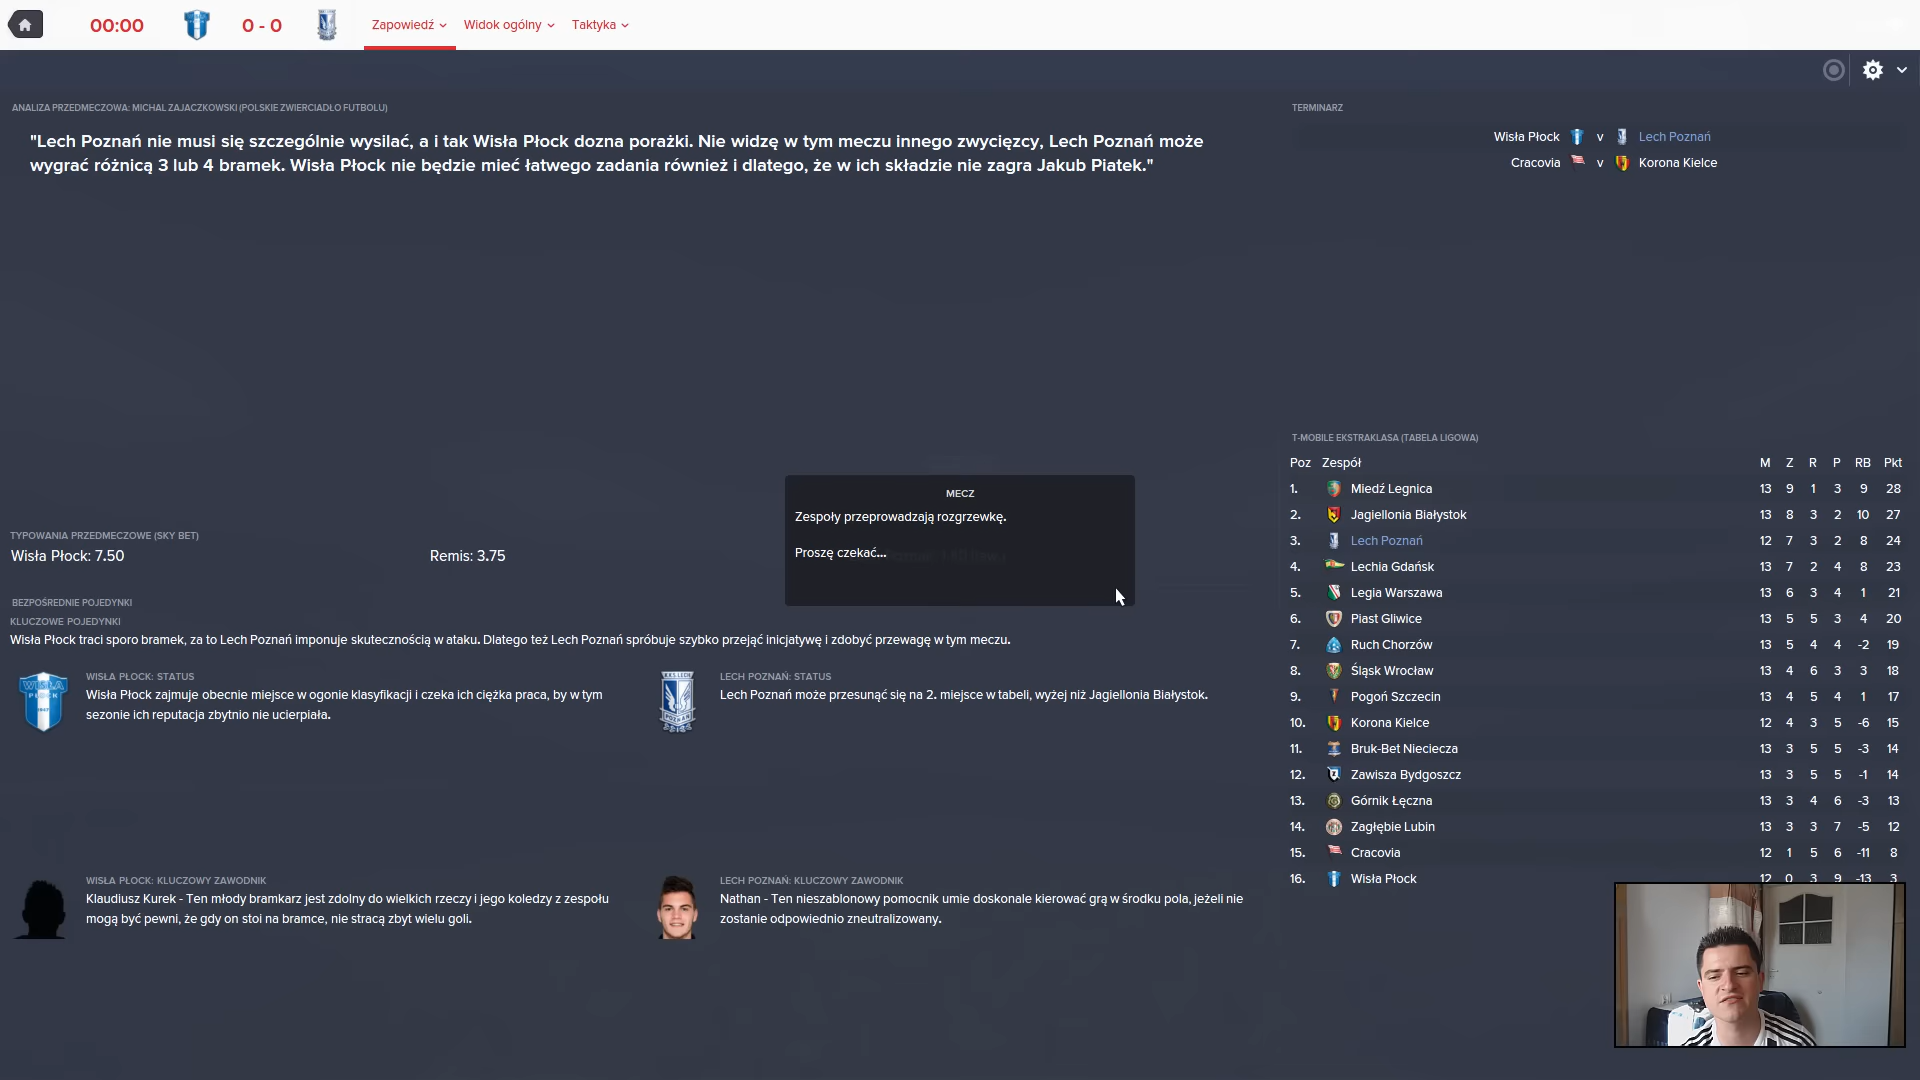 00:00
0 - 0
Zapowiedź
Widok ogólny
Taktyka
ANALIZA PRZEDMECZOWA: MICHAL ZAJACZKOWSKI (POLSKIE ZWIERCIADŁO FUTBOLU)
"Lech Poznań nie musi się szczególnie wysilać, a i tak Wisła Płock dozna porażki. Nie widzę w tym meczu innego zwycięzcy, Lech Poznań może
wygrać różnicą 3 lub 4 bramek. Wisła Płock nie będzie mieć łatwego zadania również i dlatego, że w ich składzie nie zagra Jakub Piatek."
TERMINARZ
Wisła Płock v Lech Poznań
Cracovia v Korona Kielce
T-MOBILE EKSTRAKLASA (TABELA LIGOWA)
Poz Zespół M Z R P RB Pkt
1. Miedź Legnica 13 9 1 3 9 28
2. Jagiellonia Białystok 13 8 3 2 10 27
3. Lech Poznań 12 7 3 2 8 24
4. Lechia Gdańsk 13 7 2 4 8 23
5. Legia Warszawa 13 6 3 4 1 21
6. Piast Gliwice 13 5 5 3 4 20
7. Ruch Chorzów 13 5 4 4 -2 19
8. Śląsk Wrocław 13 4 6 3 3 18
9. Pogoń Szczecin 13 4 5 4 1 17
10. Korona Kielce 12 4 3 5 -6 15
11. Bruk-Bet Nieciecza 13 3 5 5 -3 14
12. Zawisza Bydgoszcz 13 3 5 5 -1 14
13. Górnik Łęczna 13 3 4 6 -3 13
14. Zagłębie Lubin 13 3 3 7 -5 12
15. Cracovia 12 1 5 6 -11 8
16. Wisła Płock 12 0 3 9 -13 3
MECZ
Zespoły przeprowadzają rozgrzewkę.
Proszę czekać...
TYPOWANIA PRZEDMECZOWE (SKY BET)
Wisła Płock: 7.50
Remis: 3.75
BEZPOŚREDNIE POJEDYNKI
KLUCZOWE POJEDYNKI
Wisła Płock traci sporo bramek, za to Lech Poznań imponuje skutecznością w ataku. Dlatego też Lech Poznań spróbuje szybko przejąć inicjatywę i zdobyć przewagę w tym meczu.
WISŁA PŁOCK: STATUS
Wisła Płock zajmuje obecnie miejsce w ogonie klasyfikacji i czeka ich ciężka praca, by w tym
sezonie ich reputacja zbytnio nie ucierpiała.
LECH POZNAŃ: STATUS
Lech Poznań może przesunąć się na 2. miejsce w tabeli, wyżej niż Jagiellonia Białystok.
WISŁA PŁOCK: KLUCZOWY ZAWODNIK
Klaudiusz Kurek - Ten młody bramkarz jest zdolny do wielkich rzeczy i jego koledzy z zespołu
mogą być pewni, że gdy on stoi na bramce, nie stracą zbyt wielu goli.
LECH POZNAŃ: KLUCZOWY ZAWODNIK
Nathan - Ten nieszablonowy pomocnik umie doskonale kierować grą w środku pola, jeżeli nie
zostanie odpowiednio zneutralizowany.